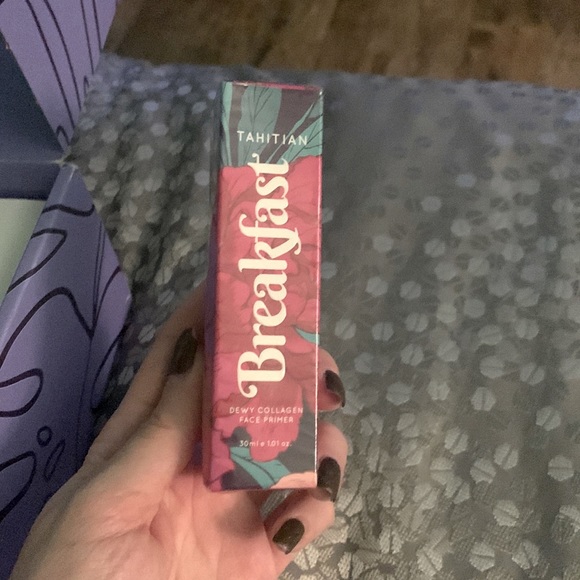 TAHITIAN
Breakfast
DEWY COLLAGEN
FACE PRIMER
30ml e 1.01 oz.